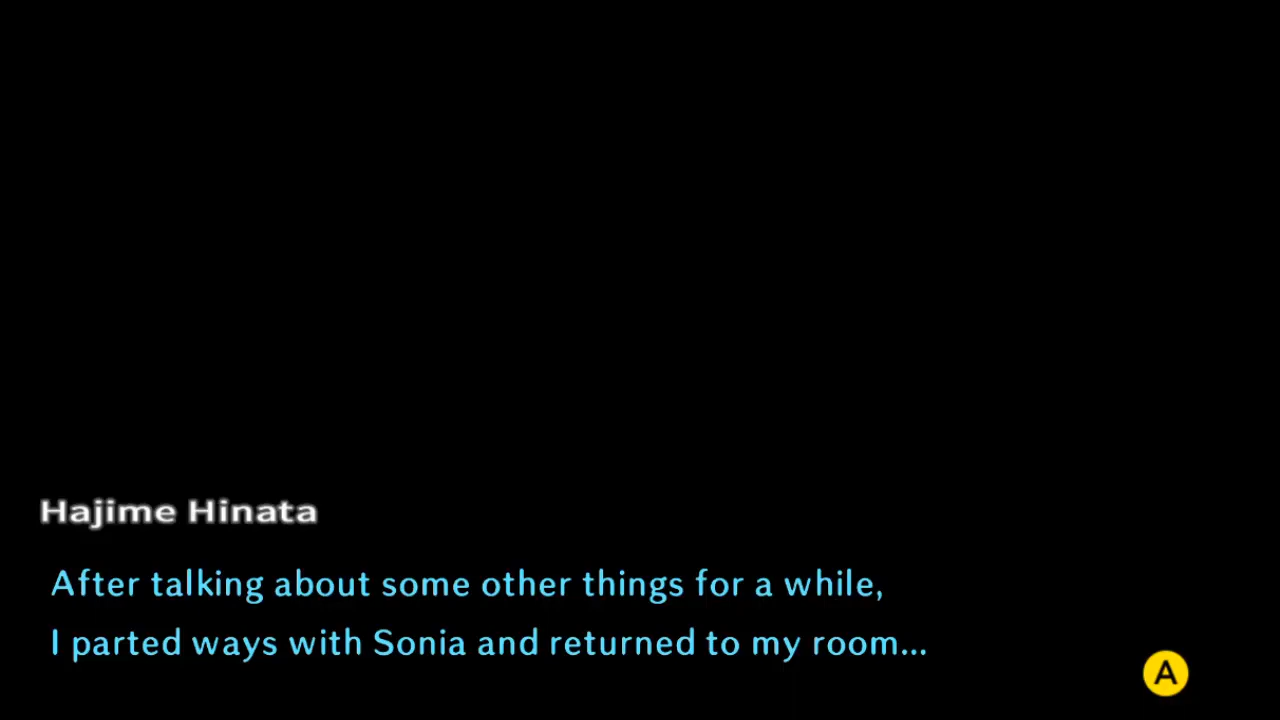 Hajime Hinata
After talking about some other things for a while,
I parted ways with Sonia and returned to my room...
A